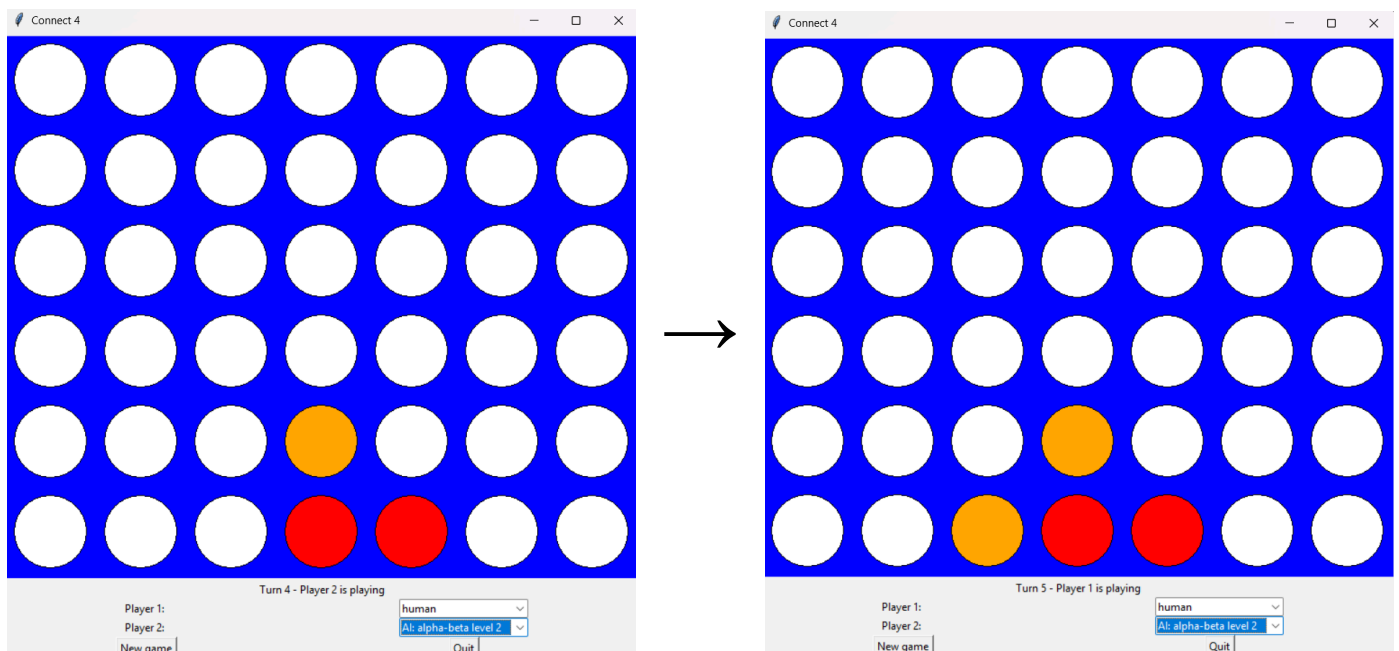 Connect 4
Turn 4 - Player 2 is playing
Player 1: human
Player 2: AI: alpha-beta level 2
New game Quit
Connect 4
Turn 5 - Player 1 is playing
Player 1: human
Player 2: AI: alpha-beta level 2
New game Quit